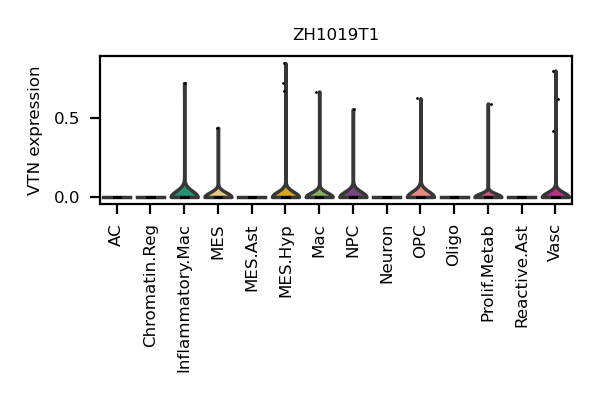 ZH1019T1
VTN expression
0.5
0.0
AC
Chromatin.Reg
Inflammatory.Mac
MES
MES.Ast
MES.Hyp
Mac
NPC
Neuron
OPC
Oligo
Prolif.Metab
Reactive.Ast
Vasc